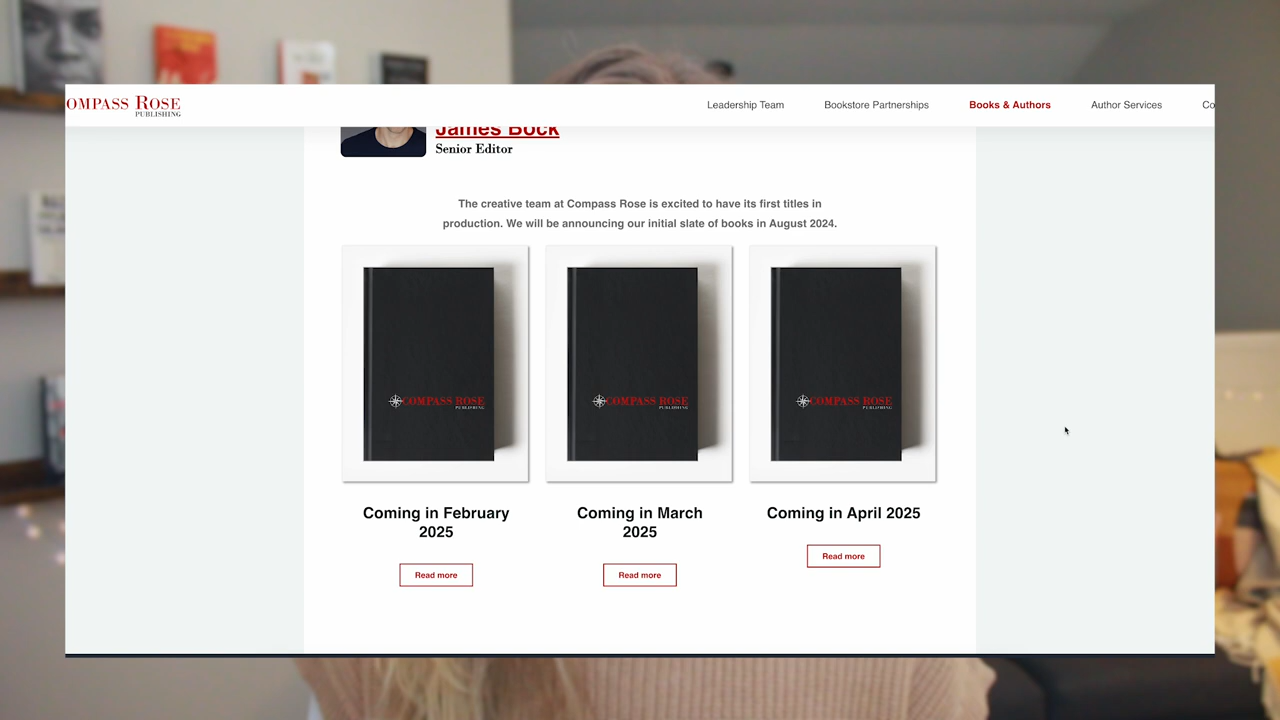 OMPASS ROSE
PUBLISHING
Leadership Team
Bookstore Partnerships
Books & Authors
Author Services
Co
James Bock
Senior Editor
The creative team at Compass Rose is excited to have its first titles in
production. We will be announcing our initial slate of books in August 2024.
COMPASS ROSE
PUBLISHING
COMPASS ROSE
PUBLISHING
COMPASS ROSE
PUBLISHING
Coming in February
2025
Coming in March
2025
Coming in April 2025
Read more
Read more
Read more